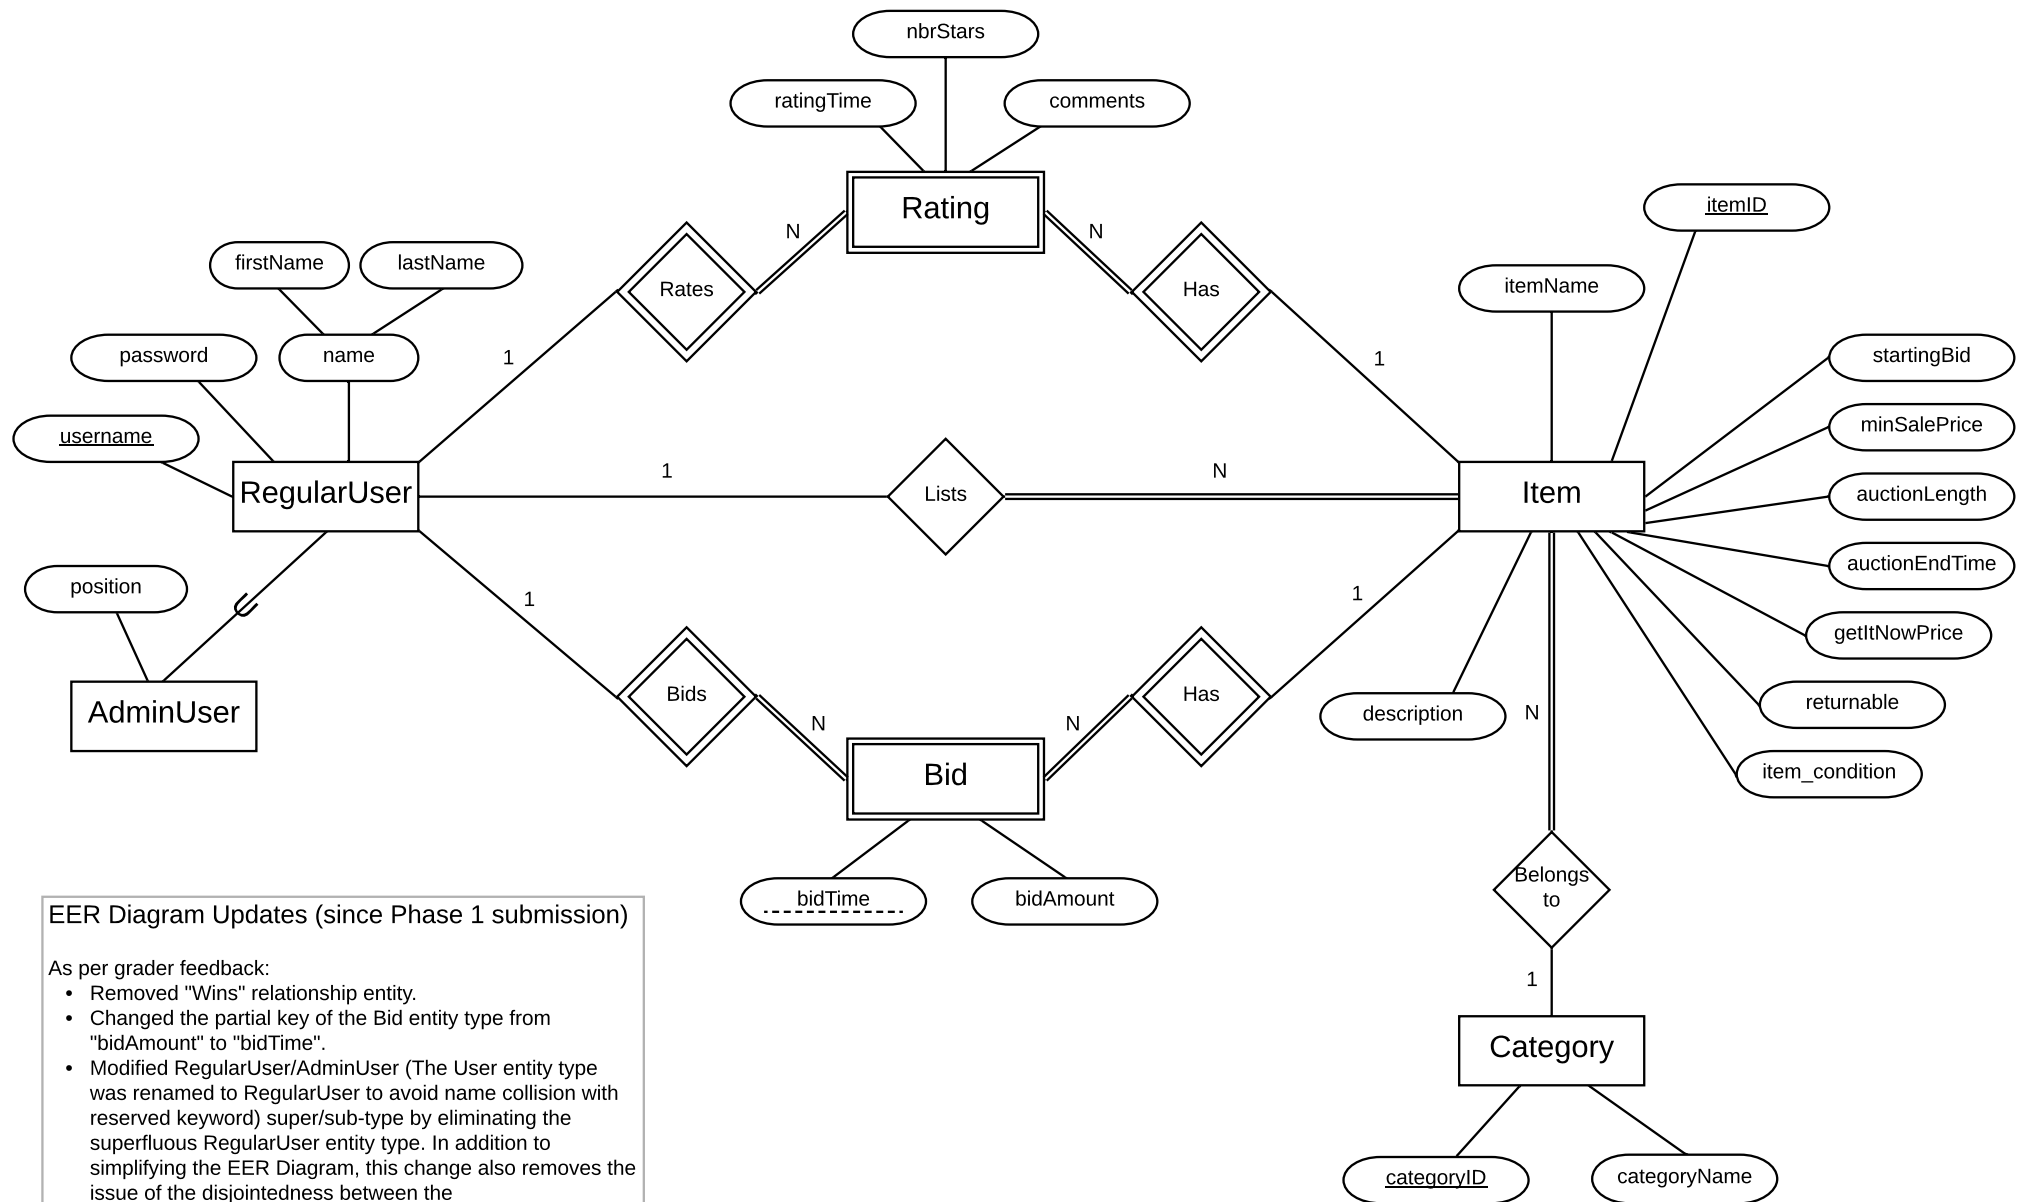 nbrStars
ratingTime
comments
Rating
itemID
N
N
firstName
lastName
Rates
Has
itemName
password
name
1
1
startingBid
username
minSalePrice
RegularUser
1
Lists
N
Item
auctionLength
auctionEndTime
position
1
1
getItNowPrice
AdminUser
Bids
Has
description
N
returnable
N
N
Bid
item_condition
bidTime
bidAmount
Belongs
to
1
Category
categoryID
categoryName
EER Diagram Updates (since Phase 1 submission)
As per grader feedback:
• Removed "Wins" relationship entity.
• Changed the partial key of the Bid entity type from
"bidAmount" to "bidTime".
• Modified RegularUser/AdminUser (The User entity type
was renamed to RegularUser to avoid name collision with
reserved keyword) super/sub-type by eliminating the
superfluous RegularUser entity type. In addition to
simplifying the EER Diagram, this change also removes the
issue of the disjointedness between the